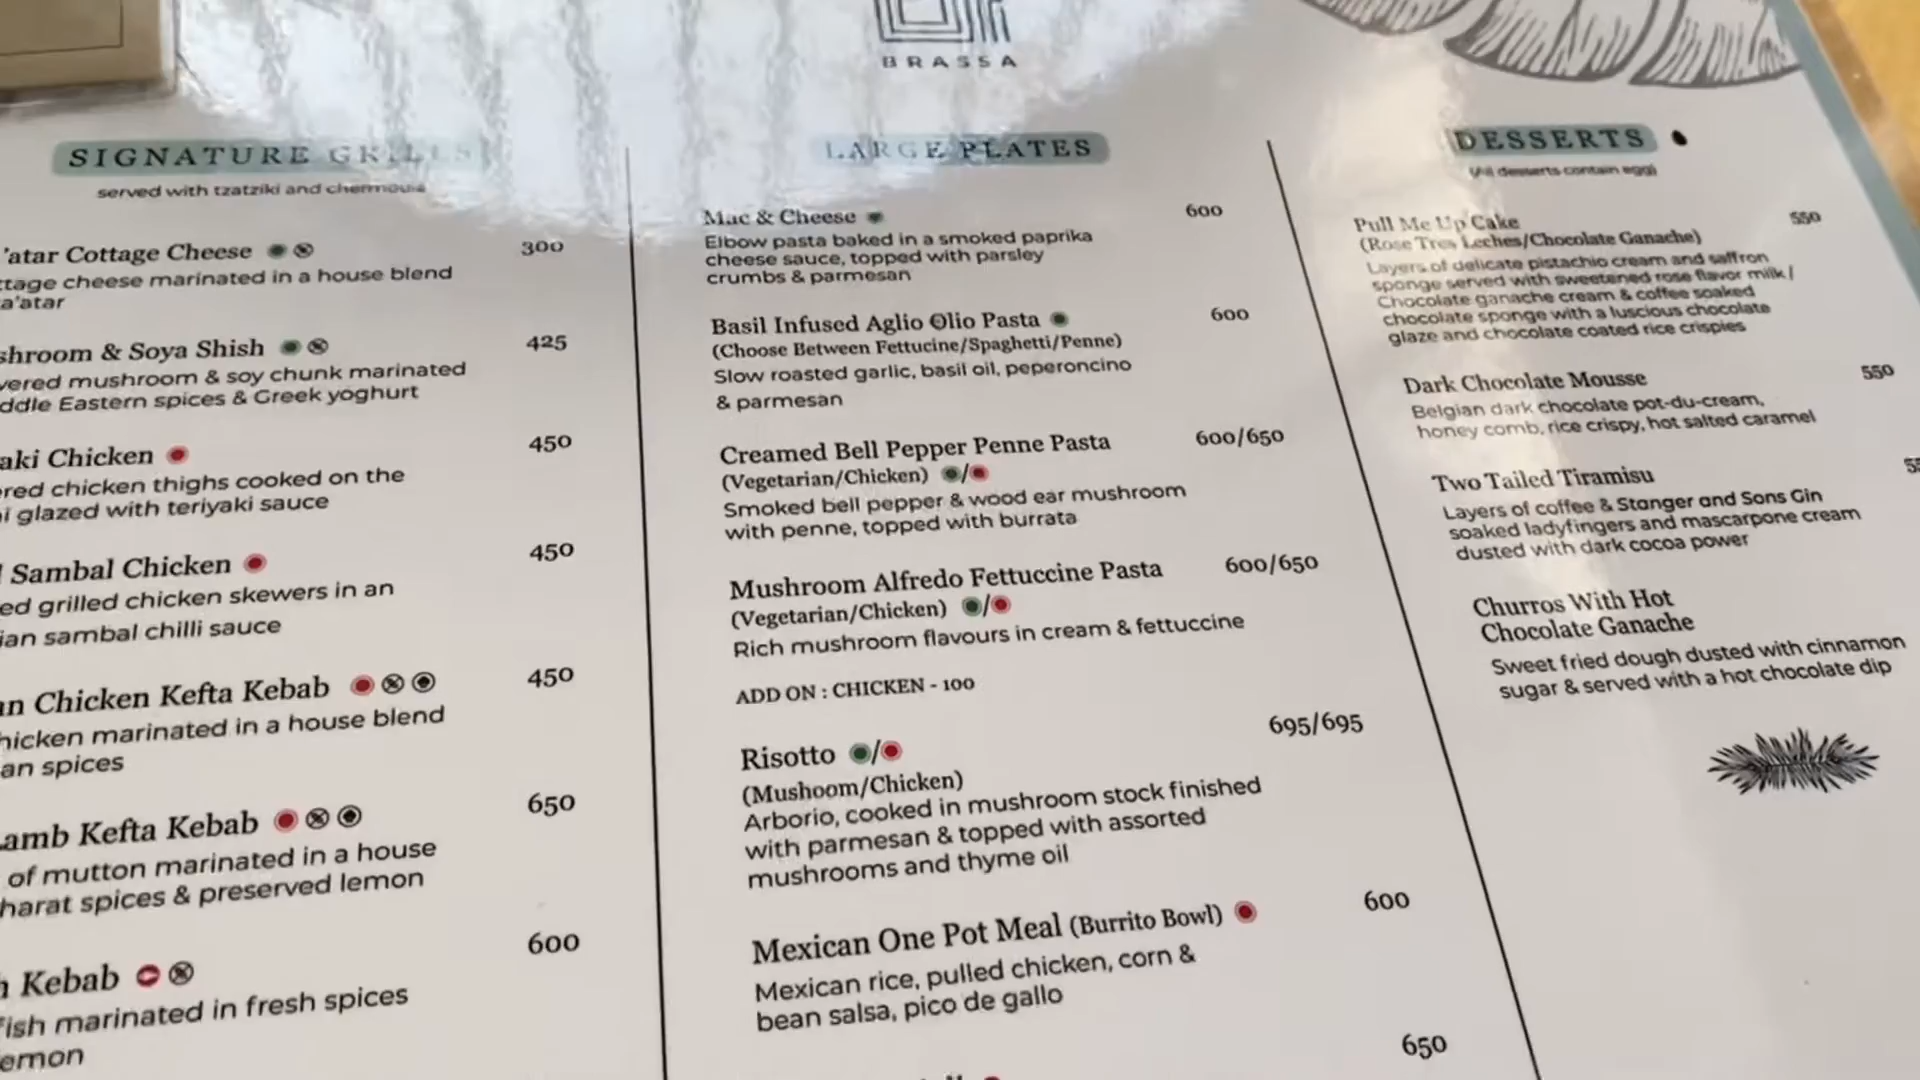 BRASSA
SIGNATURE GRILLS
served with tzatziki and chermoula
'atar Cottage Cheese 300
ttage cheese marinated in a house blend
a'atar
shroom & Soya Shish 425
vered mushroom & soy chunk marinated
ddle Eastern spices & Greek yoghurt
aki Chicken 450
ered chicken thighs cooked on the
i glazed with teriyaki sauce
Sambal Chicken 450
ed grilled chicken skewers in an
ian sambal chilli sauce
an Chicken Kefta Kebab 450
hicken marinated in a house blend
an spices
Lamb Kefta Kebab 650
of mutton marinated in a house
harat spices & preserved lemon
Kebab 600
fish marinated in fresh spices
emon
LARGE PLATES
Mac & Cheese 600
Elbow pasta baked in a smoked paprika
cheese sauce, topped with parsley
crumbs & parmesan
Basil Infused Aglio Olio Pasta 600
(Choose Between Fettucine/Spaghetti/Penne)
Slow roasted garlic, basil oil, peperoncino
& parmesan
Creamed Bell Pepper Penne Pasta 600/650
(Vegetarian/Chicken) /
Smoked bell pepper & wood ear mushroom
with penne, topped with burrata
Mushroom Alfredo Fettuccine Pasta 600/650
(Vegetarian/Chicken) /
Rich mushroom flavours in cream & fettuccine
ADD ON : CHICKEN - 100
Risotto / 695/695
(Mushoom/Chicken)
Arborio, cooked in mushroom stock finished
with parmesan & topped with assorted
mushrooms and thyme oil
Mexican One Pot Meal (Burrito Bowl) 600
Mexican rice, pulled chicken, corn &
bean salsa, pico de gallo
650
DESSERTS
(All desserts contain egg)
Pull Me Up Cake 550
(Rose Tres Leches/Chocolate Ganache)
Layers of delicate pistachio cream and saffron
sponge served with sweetened rose flavor milk /
Chocolate ganache cream & coffee soaked
chocolate sponge with a luscious chocolate
glaze and chocolate coated rice crispies
Dark Chocolate Mousse 550
Belgian dark chocolate pot-du-cream,
honey comb, rice crispy, hot salted caramel
Two Tailed Tiramisu
Layers of coffee & Stanger and Sons Gin
soaked ladyfingers and mascarpone cream
dusted with dark cocoa power
Churros With Hot
Chocolate Ganache
Sweet fried dough dusted with cinnamon
sugar & served with a hot chocolate dip